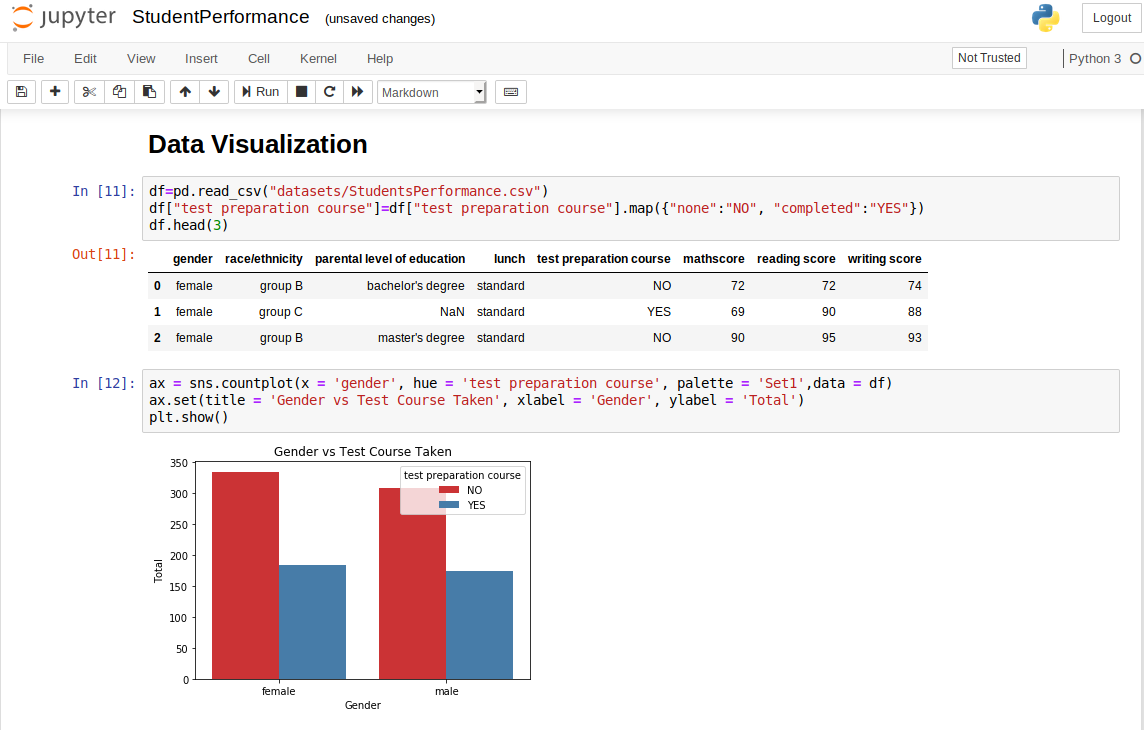 jupyter StudentPerformance (unsaved changes) Logout
File Edit View Insert Cell Kernel Help Not Trusted Python 3
Run Markdown
Data Visualization
In [11]: df=pd.read_csv("datasets/StudentsPerformance.csv")
df["test preparation course"]=df["test preparation course"].map({"none":"NO", "completed":"YES"})
df.head(3)
Out[11]:
gender race/ethnicity parental level of education lunch test preparation course mathscore reading score writing score
0 female group B bachelor's degree standard NO 72 72 74
1 female group C NaN standard YES 69 90 88
2 female group B master's degree standard NO 90 95 93
In [12]: ax = sns.countplot(x = 'gender', hue = 'test preparation course', palette = 'Set1',data = df)
ax.set(title = 'Gender vs Test Course Taken', xlabel = 'Gender', ylabel = 'Total')
plt.show()
Gender vs Test Course Taken
350
test preparation course
NO
300
YES
250
200
Total
150
100
50
0
female male
Gender